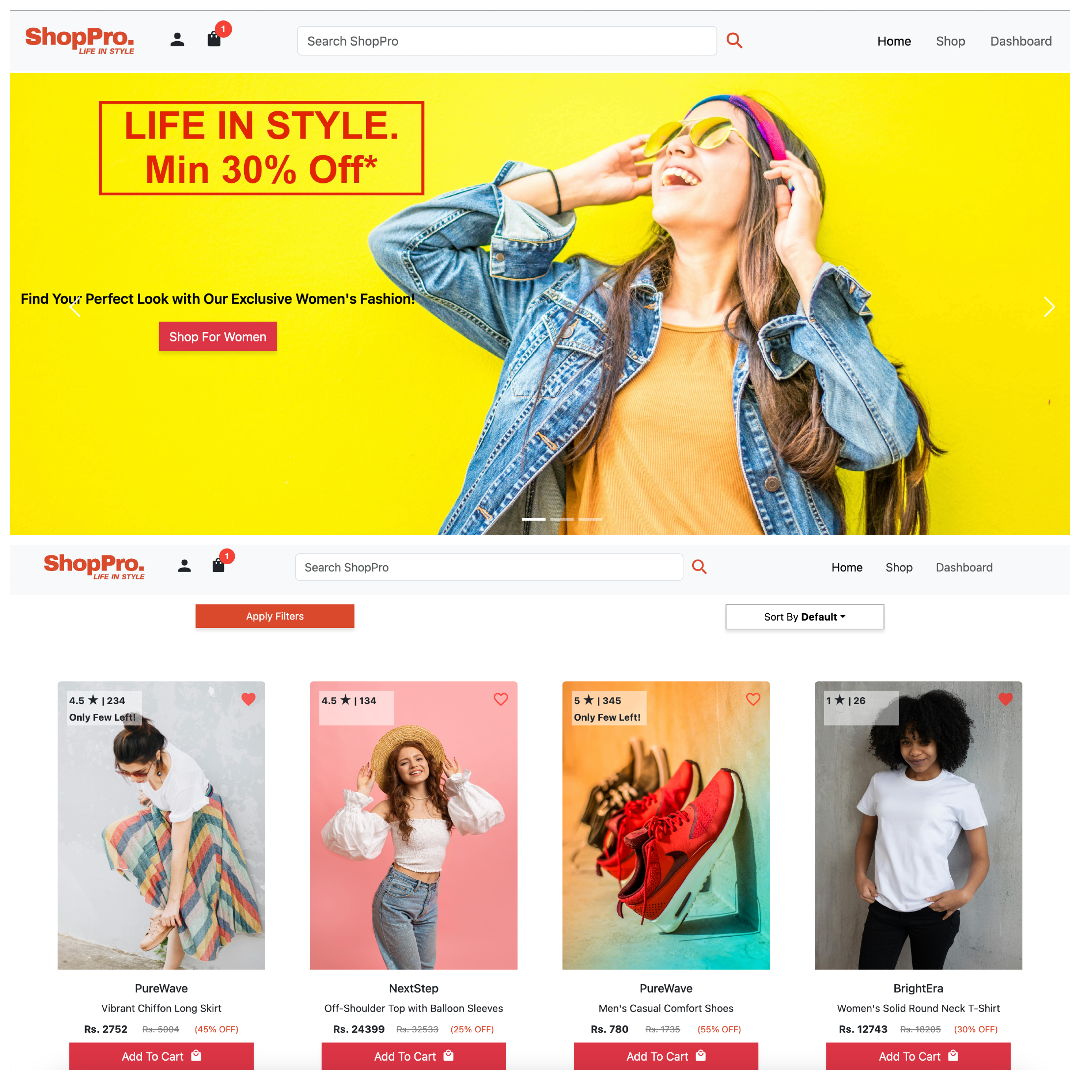 ShopPro.
LIFE IN STYLE
1
Search ShopPro
Home
Shop
Dashboard
LIFE IN STYLE.
Min 30% Off*
Find Your Perfect Look with Our Exclusive Women's Fashion!
Shop For Women
ShopPro.
LIFE IN STYLE
1
Search ShopPro
Home
Shop
Dashboard
Apply Filters
Sort By Default
4.5 ★ | 234
Only Few Left!
4.5 ★ | 134
5 ★ | 345
Only Few Left!
1 ★ | 26
PureWave
Vibrant Chiffon Long Skirt
Rs. 2752 Rs. 5004 (45% OFF)
Add To Cart
NextStep
Off-Shoulder Top with Balloon Sleeves
Rs. 24399 Rs. 32533 (25% OFF)
Add To Cart
PureWave
Men's Casual Comfort Shoes
Rs. 780 Rs. 1735 (55% OFF)
Add To Cart
BrightEra
Women's Solid Round Neck T-Shirt
Rs. 12743 Rs. 18205 (30% OFF)
Add To Cart